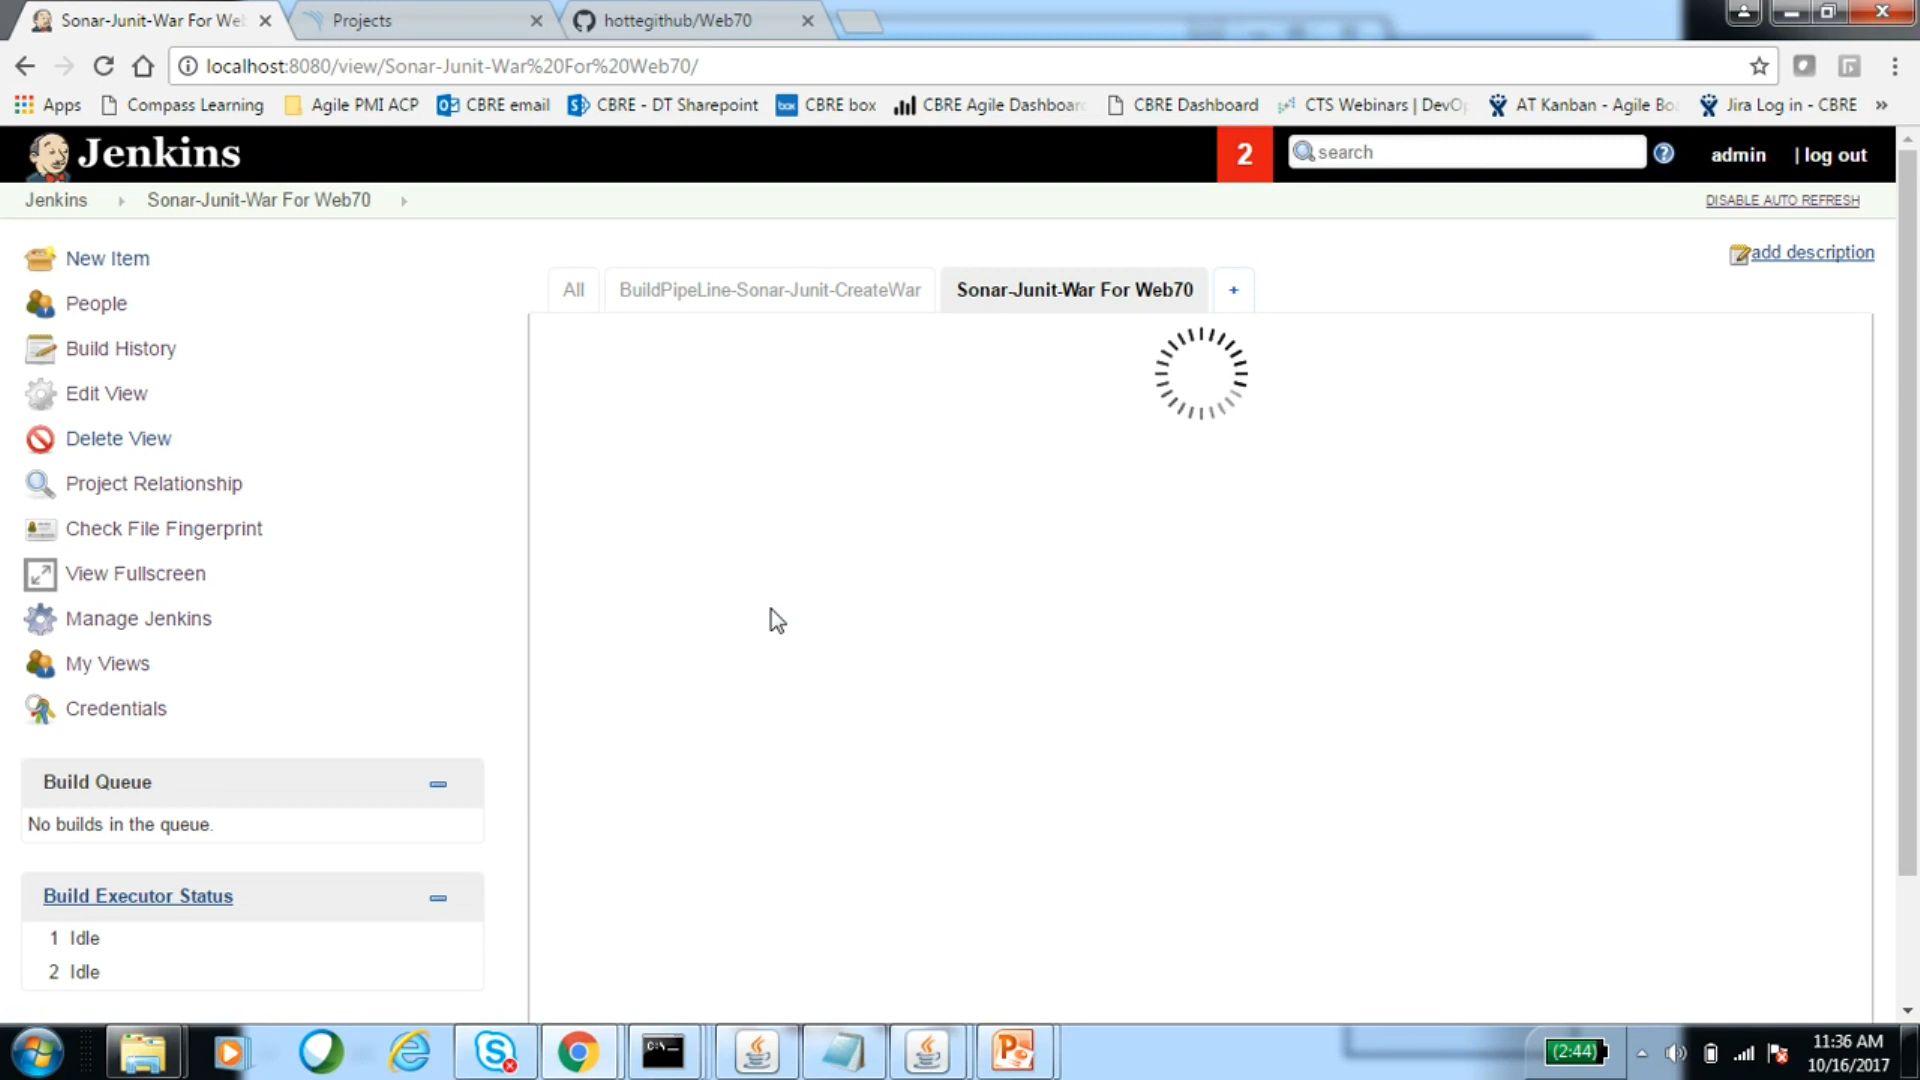 Sonar-Junit-War For Web
Projects
hottegithub/Web70
localhost:8080/view/Sonar-Junit-War%20For%20Web70/
Apps
Compass Learning
Agile PMI ACP
CBRE email
CBRE - DT Sharepoint
CBRE box
CBRE Agile Dashboar
CBRE Dashboard
CTS Webinars | DevO
AT Kanban - Agile Bo
Jira Log in - CBRE
»
Jenkins
2
search
admin
| log out
Jenkins
Sonar-Junit-War For Web70
DISABLE AUTO REFRESH
add description
New Item
People
Build History
Edit View
Delete View
Project Relationship
Check File Fingerprint
View Fullscreen
Manage Jenkins
My Views
Credentials
All
BuildPipeLine-Sonar-Junit-CreateWar
Sonar-Junit-War For Web70
+
Build Queue
No builds in the queue.
Build Executor Status
1 Idle
2 Idle
(2:44)
11:36 AM
10/16/2017